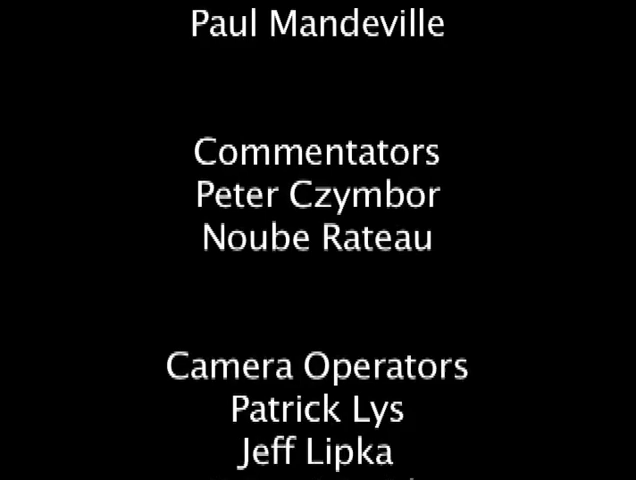 Paul Mandeville
Commentators
Peter Czymbor
Noube Rateau
Camera Operators
Patrick Lys
Jeff Lipka